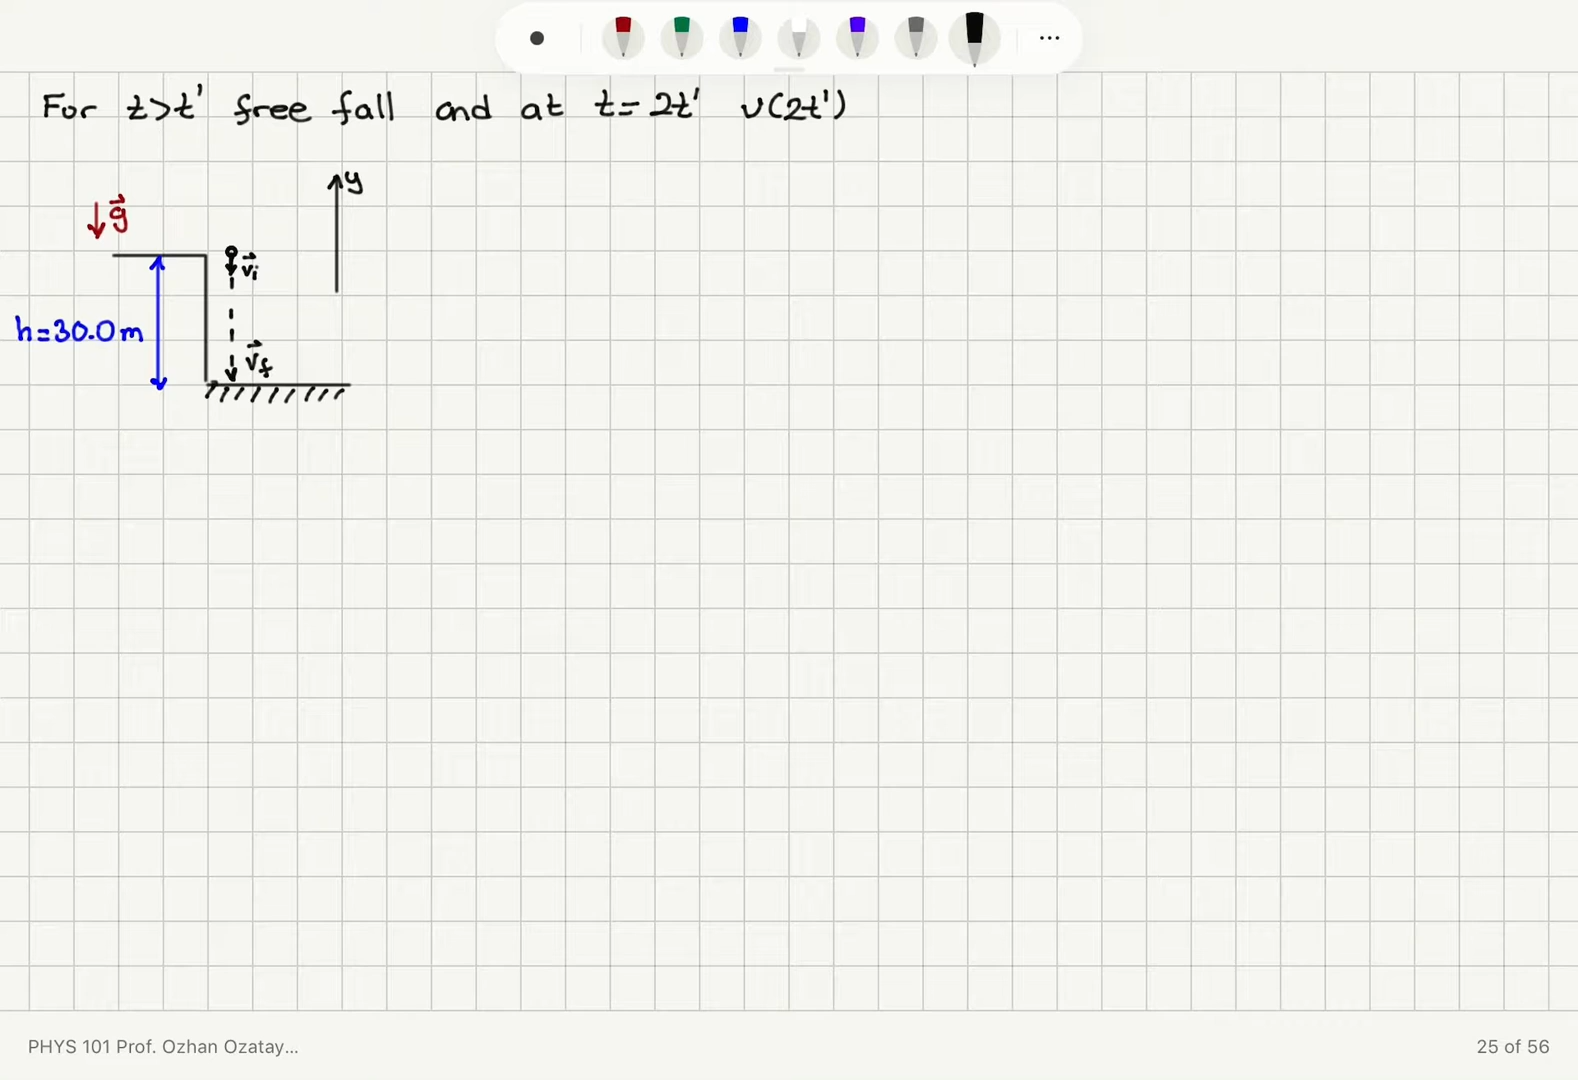 For t>t' free fall and at t=2t' v(2t')
y
g⃗
v⃗i
h=30.0m
v⃗f
PHYS 101 Prof. Ozhan Ozatay...
25 of 56